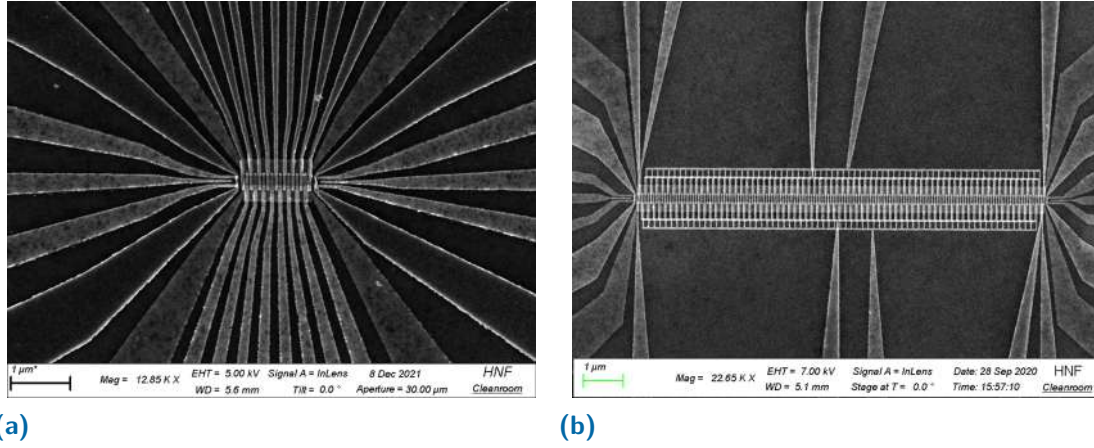 1 µm*
Mag = 12.85 K X
EHT = 5.00 kV
Signal A = InLens
8 Dec 2021
HNF
WD = 5.6 mm
Tilt = 0.0 °
Aperture = 30.00 µm
Cleanroom
1 µm
Mag = 22.65 K X
EHT = 7.00 kV
Signal A = InLens
Date: 28 Sep 2020
HNF
WD = 5.1 mm
Stage at T = 0.0 °
Time: 15:57:10
Cleanroom
(a)
(b)